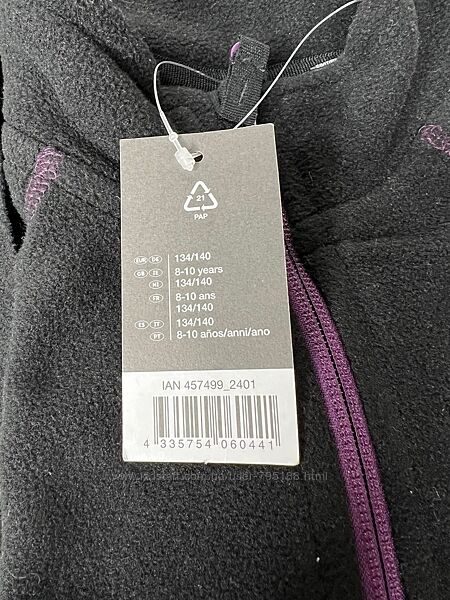 21
PAP
EUR DE 134/140
GB IE 8-10 years
NI 134/140
FR 8-10 ans
134/140
ES IT 134/140
PT 8-10 años/anni/ano
IAN 457499_2401
4 335754 060441